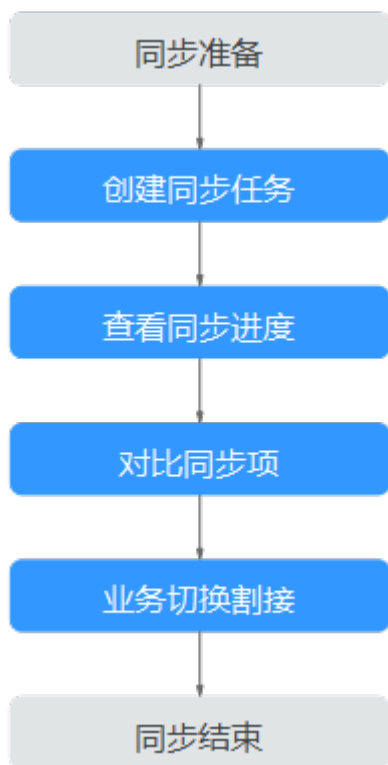 同步准备
创建同步任务
查看同步进度
对比同步项
业务切换割接
同步结束